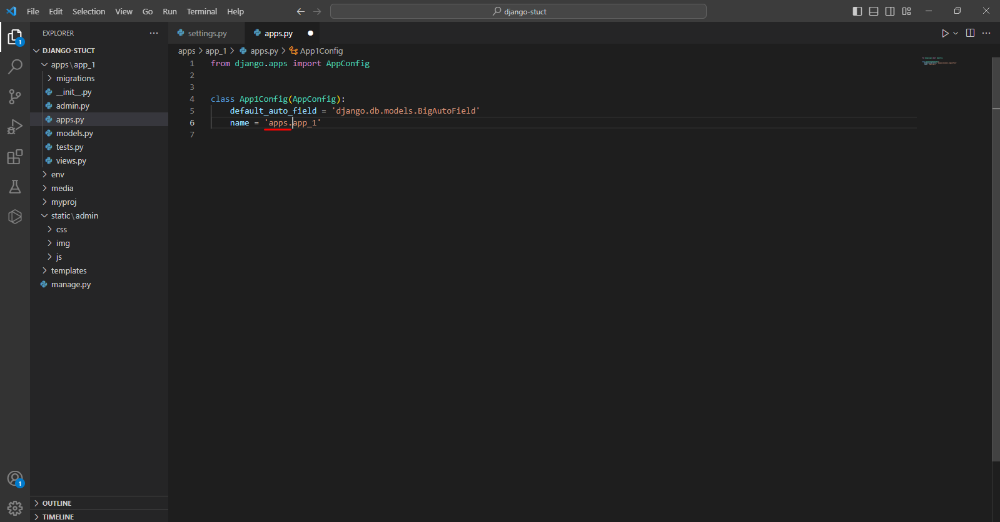 File Edit Selection View Go Run Terminal Help
django-stuct
EXPLORER
settings.py
apps.py
DJANGO-STUCT
apps\app_1
migrations
__init__.py
admin.py
apps.py
models.py
tests.py
views.py
env
media
myproj
static\admin
css
img
js
templates
manage.py
OUTLINE
TIMELINE
1
1
apps > app_1 > apps.py > App1Config
1 from django.apps import AppConfig
2
3
4 class App1Config(AppConfig):
5 default_auto_field = 'django.db.models.BigAutoField'
6 name = 'apps.app_1'
7